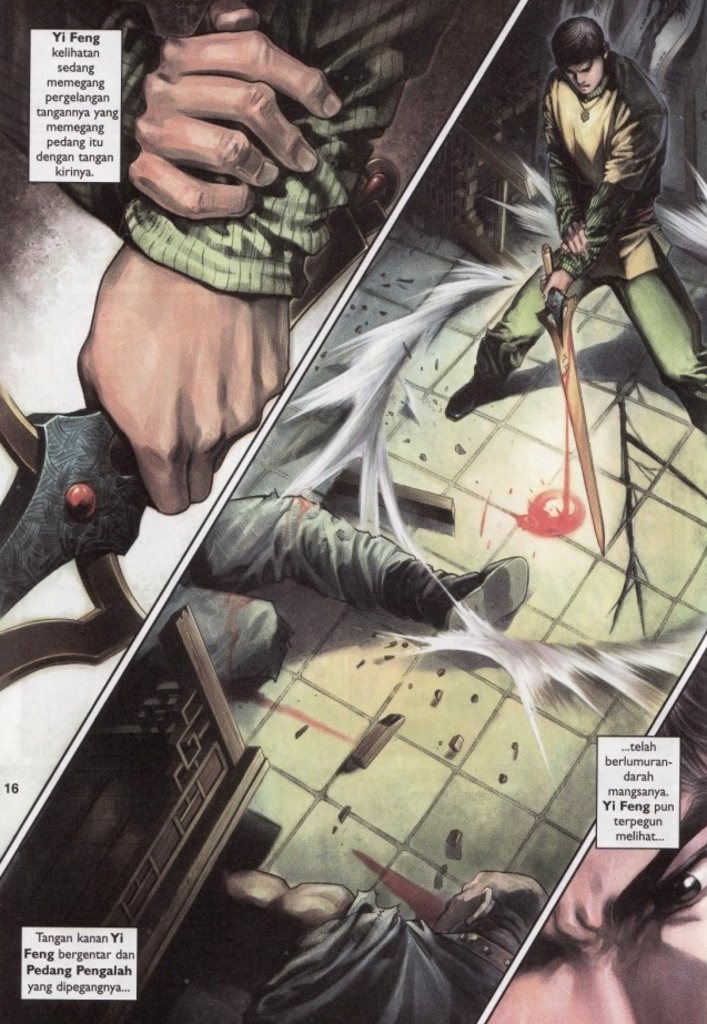 Yi Feng
kelihatan
sedang
memegang
pergelangan
tangannya yang
memegang
pedang itu
dengan tangan
kirinya.
Tangan kanan Yi
Feng bergentar dan
Pedang Pengalah
yang dipegangnya...
...telah
berlumuran-
darah
mangsanya.
Yi Feng pun
terpegun
melihat...
16